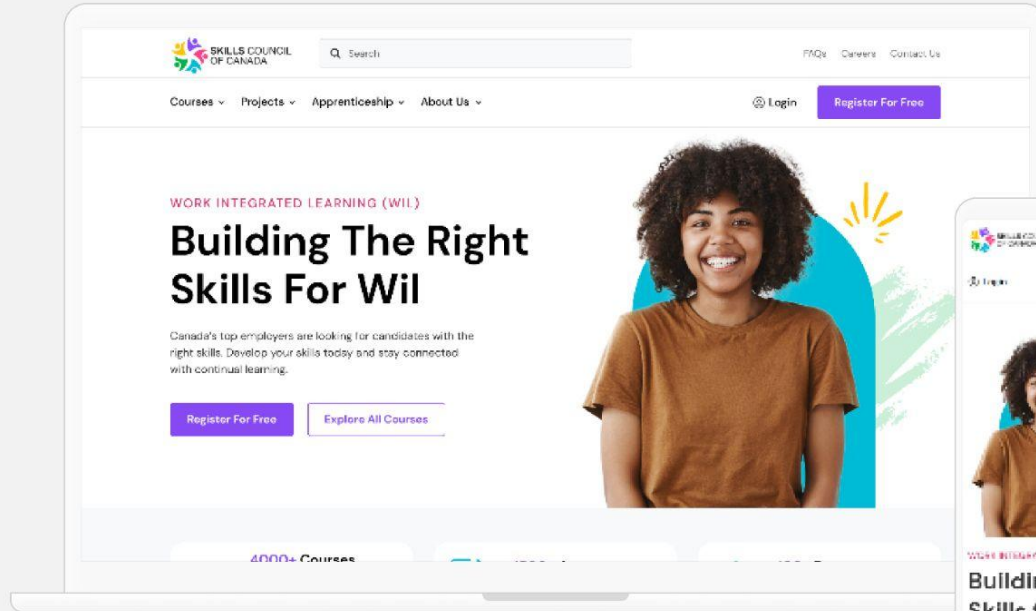 SKILLS COUNCIL
OF CANADA
Search
FAQs Careers Contact Us
Courses Projects Apprenticeship About Us
Login
Register For Free
WORK INTEGRATED LEARNING (WIL)
Building The Right
Skills For Wil
Canada's top employers are looking for candidates with the
right skills. Develop your skills today and stay connected
with continual learning.
Register For Free
Explore All Courses
4000+ Courses
Login